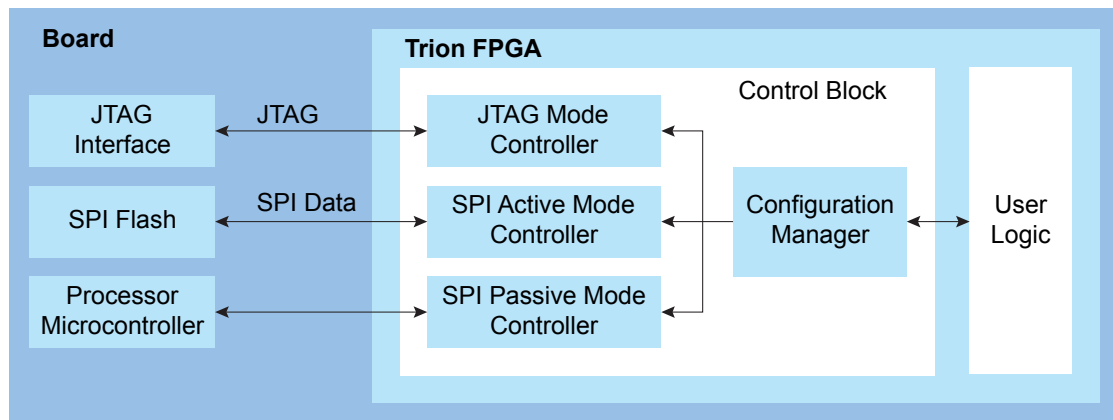 Board
Trion FPGA
Control Block
JTAG
Interface
JTAG
JTAG Mode
Controller
SPI Flash
SPI Data
SPI Active Mode
Controller
Configuration
Manager
User
Logic
Processor
Microcontroller
SPI Passive Mode
Controller